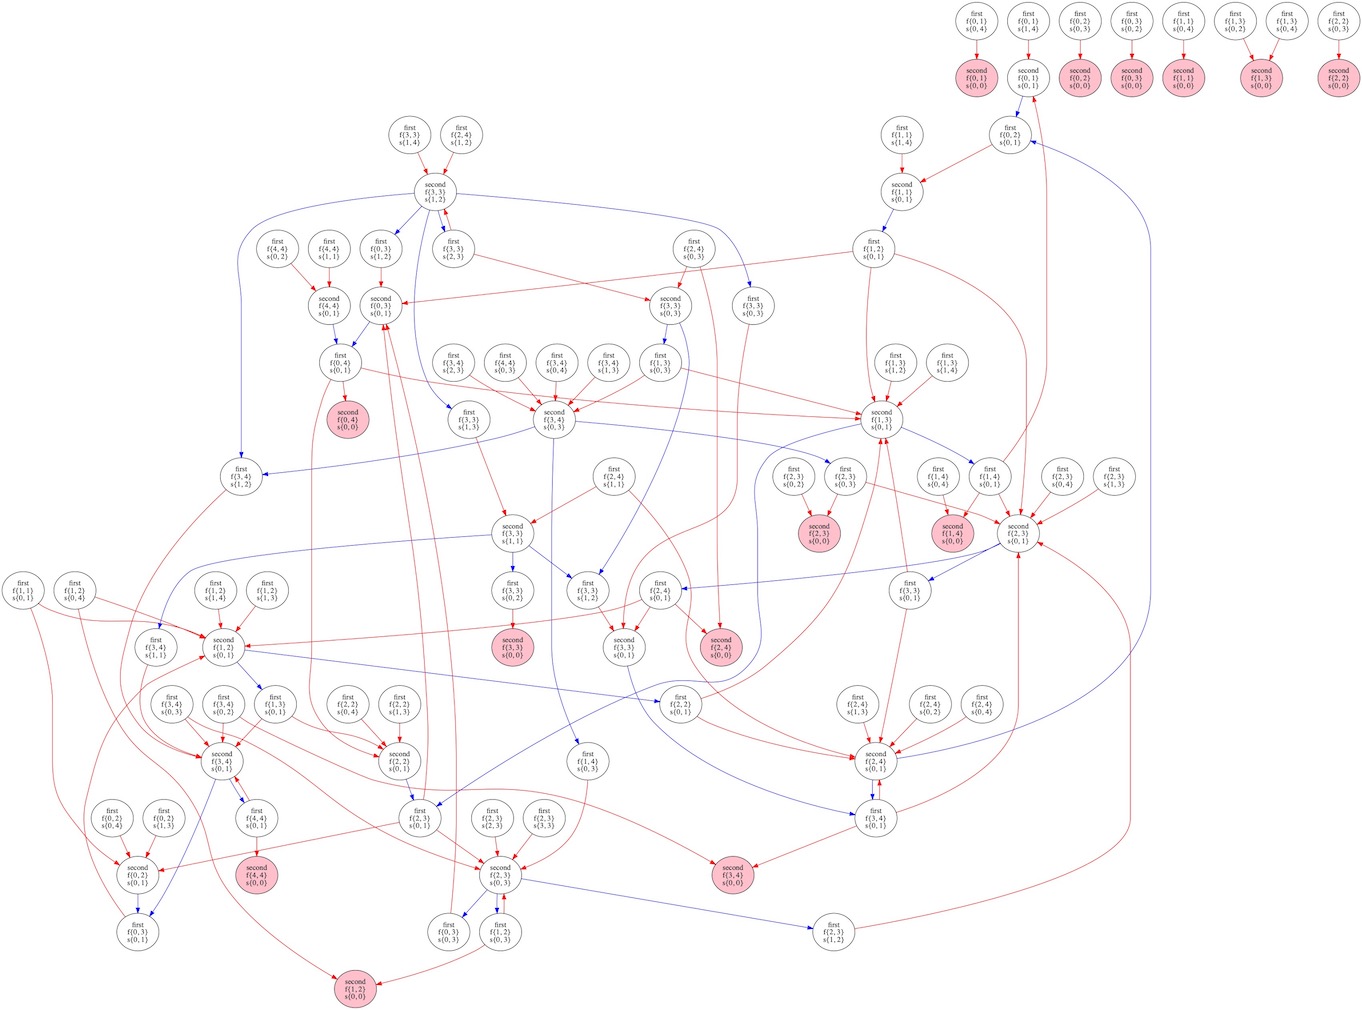 first
f{0, 1}
s{0, 4}
first
f{0, 1}
s{1, 4}
first
f{0, 2}
s{0, 3}
first
f{0, 3}
s{0, 2}
first
f{1, 1}
s{0, 4}
first
f{1, 3}
s{0, 2}
first
f{1, 3}
s{0, 4}
first
f{2, 2}
s{0, 3}
second
f{0, 1}
s{0, 0}
second
f{0, 1}
s{0, 1}
second
f{0, 2}
s{0, 0}
second
f{0, 3}
s{0, 0}
second
f{1, 1}
s{0, 0}
second
f{1, 3}
s{0, 0}
second
f{2, 2}
s{0, 0}
first
f{3, 3}
s{1, 4}
first
f{2, 4}
s{1, 2}
first
f{1, 1}
s{1, 4}
first
f{0, 2}
s{0, 1}
second
f{3, 3}
s{1, 2}
second
f{1, 1}
s{0, 1}
first
f{4, 4}
s{0, 2}
first
f{4, 4}
s{1, 1}
first
f{0, 3}
s{1, 2}
first
f{3, 3}
s{2, 3}
first
f{2, 4}
s{0, 3}
first
f{1, 2}
s{0, 1}
second
f{4, 4}
s{0, 1}
second
f{0, 3}
s{0, 1}
second
f{3, 3}
s{0, 3}
first
f{3, 3}
s{0, 3}
first
f{0, 4}
s{0, 1}
first
f{3, 4}
s{2, 3}
first
f{4, 4}
s{0, 3}
first
f{3, 4}
s{0, 4}
first
f{3, 4}
s{1, 3}
first
f{1, 3}
s{0, 3}
first
f{1, 3}
s{1, 2}
first
f{1, 3}
s{1, 4}
second
f{0, 4}
s{0, 0}
first
f{3, 3}
s{1, 3}
second
f{3, 4}
s{0, 3}
second
f{1, 3}
s{0, 1}
first
f{3, 4}
s{1, 2}
first
f{2, 4}
s{1, 1}
first
f{2, 3}
s{0, 2}
first
f{2, 3}
s{0, 3}
first
f{1, 4}
s{0, 4}
first
f{1, 4}
s{0, 1}
first
f{2, 3}
s{0, 4}
first
f{2, 3}
s{1, 3}
second
f{3, 3}
s{1, 1}
second
f{2, 3}
s{0, 0}
second
f{1, 4}
s{0, 0}
second
f{2, 3}
s{0, 1}
first
f{1, 1}
s{0, 1}
first
f{1, 2}
s{0, 4}
first
f{1, 2}
s{1, 4}
first
f{1, 2}
s{1, 3}
first
f{3, 3}
s{0, 2}
first
f{3, 3}
s{1, 2}
first
f{2, 4}
s{0, 1}
first
f{3, 3}
s{0, 1}
first
f{3, 4}
s{1, 1}
second
f{1, 2}
s{0, 1}
second
f{3, 3}
s{0, 0}
second
f{3, 3}
s{0, 1}
second
f{2, 4}
s{0, 0}
first
f{3, 4}
s{0, 3}
first
f{3, 4}
s{0, 2}
first
f{1, 3}
s{0, 1}
first
f{2, 2}
s{0, 4}
first
f{2, 2}
s{1, 3}
first
f{2, 2}
s{0, 1}
first
f{2, 4}
s{1, 3}
first
f{2, 4}
s{0, 2}
first
f{2, 4}
s{0, 4}
second
f{3, 4}
s{0, 1}
second
f{2, 2}
s{0, 1}
first
f{1, 4}
s{0, 3}
second
f{2, 4}
s{0, 1}
first
f{0, 2}
s{0, 4}
first
f{0, 2}
s{1, 3}
first
f{4, 4}
s{0, 1}
first
f{2, 3}
s{0, 1}
first
f{2, 3}
s{2, 3}
first
f{2, 3}
s{3, 3}
first
f{3, 4}
s{0, 1}
second
f{0, 2}
s{0, 1}
second
f{4, 4}
s{0, 0}
second
f{2, 3}
s{0, 3}
second
f{3, 4}
s{0, 0}
first
f{0, 3}
s{0, 1}
first
f{0, 3}
s{0, 3}
first
f{1, 2}
s{0, 3}
first
f{2, 3}
s{1, 2}
second
f{1, 2}
s{0, 0}